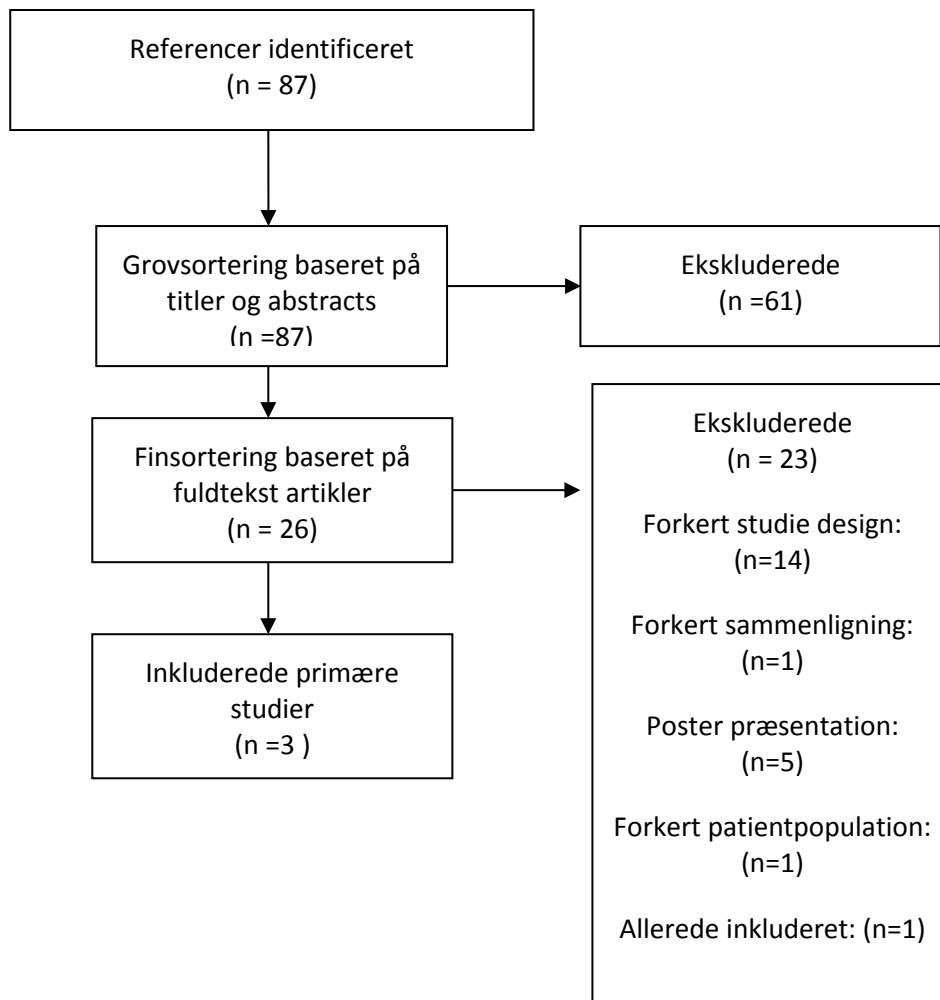 Referencer identificeret
(n = 87)
Grovsortering baseret på
titler og abstracts
(n =87)
Ekskluderede
(n =61)
Finsortering baseret på
fuldtekst artikler
(n = 26)
Ekskluderede
(n = 23)
Forkert studie design:
(n=14)
Forkert sammenligning:
(n=1)
Poster præsentation:
(n=5)
Forkert patientpopulation:
(n=1)
Allerede inkluderet: (n=1)
Inkluderede primære
studier
(n =3 )